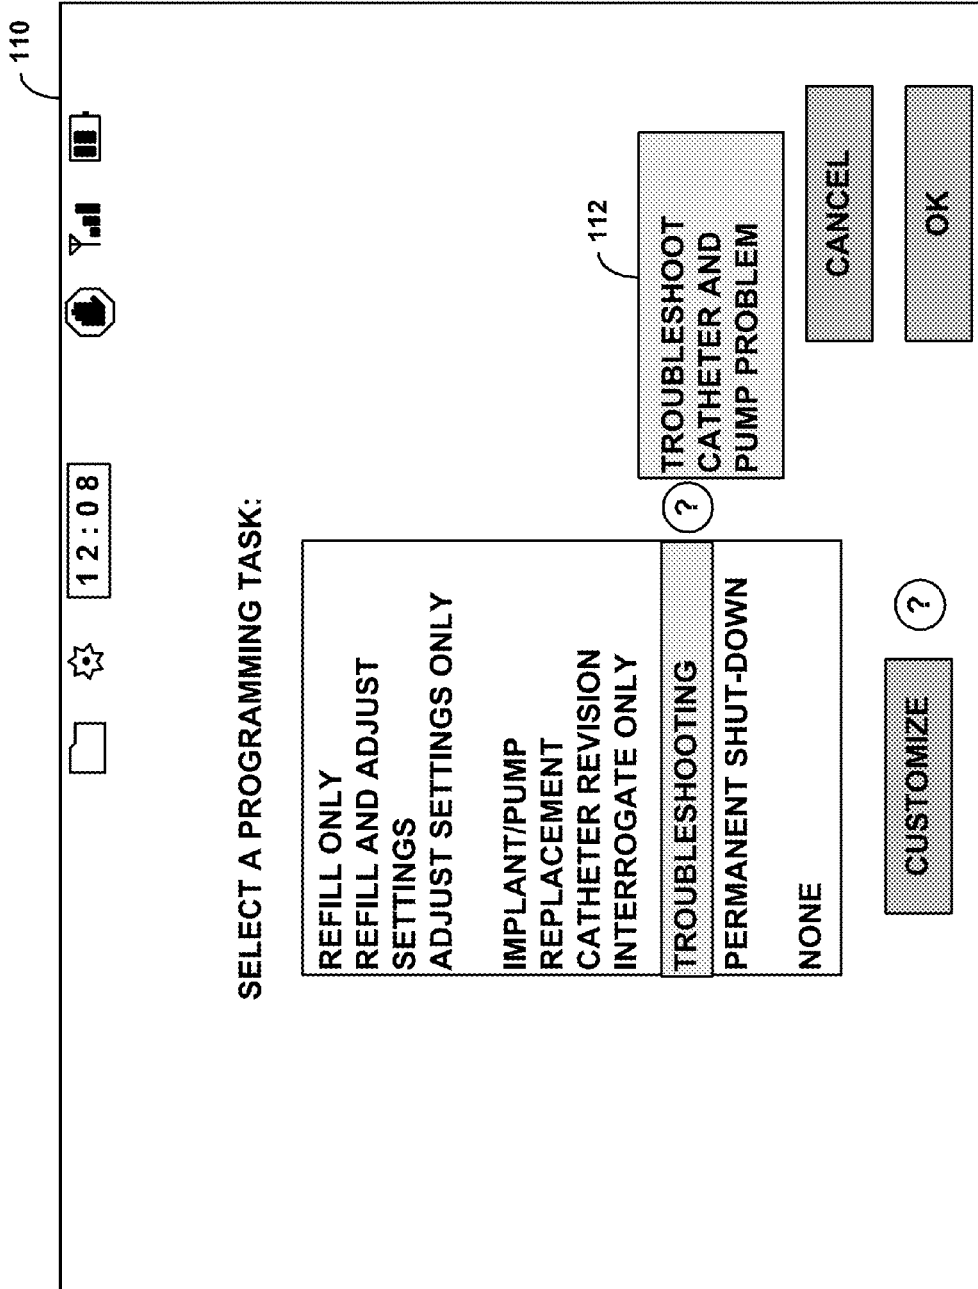 110
12:08
SELECT A PROGRAMMING TASK:
REFILL ONLY
REFILL AND ADJUST
SETTINGS
ADJUST SETTINGS ONLY
IMPLANT/PUMP
REPLACEMENT
CATHETER REVISION
INTERROGATE ONLY
TROUBLESHOOTING
?
112
TROUBLESHOOT
CATHETER AND
PUMP PROBLEM
PERMANENT SHUT-DOWN
NONE
CANCEL
CUSTOMIZE
?
OK